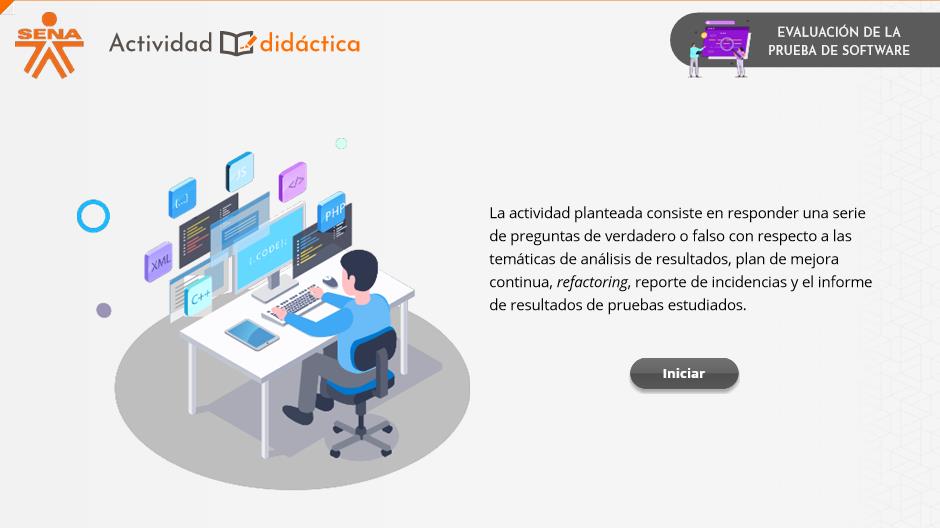 SENA
Actividad didáctica
EVALUACIÓN DE LA
PRUEBA DE SOFTWARE
{...}
JS
</>
PHP
XML
[CODE];
C++
La actividad planteada consiste en responder una serie
de preguntas de verdadero o falso con respecto a las
temáticas de análisis de resultados, plan de mejora
continua, refactoring, reporte de incidencias y el informe
de resultados de pruebas estudiados.
Iniciar